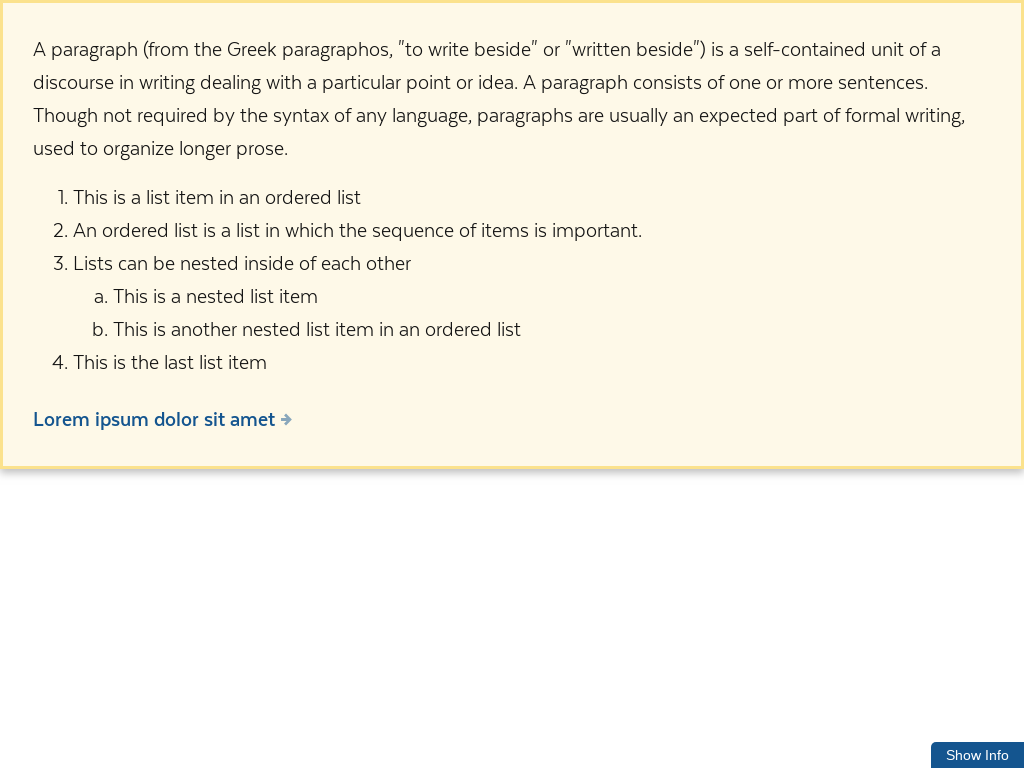 A paragraph (from the Greek paragraphos, "to write beside" or "written beside") is a self-contained unit of a
discourse in writing dealing with a particular point or idea. A paragraph consists of one or more sentences.
Though not required by the syntax of any language, paragraphs are usually an expected part of formal writing,
used to organize longer prose.
1. This is a list item in an ordered list
2. An ordered list is a list in which the sequence of items is important.
3. Lists can be nested inside of each other
a. This is a nested list item
b. This is another nested list item in an ordered list
4. This is the last list item
Lorem ipsum dolor sit amet →
Show Info